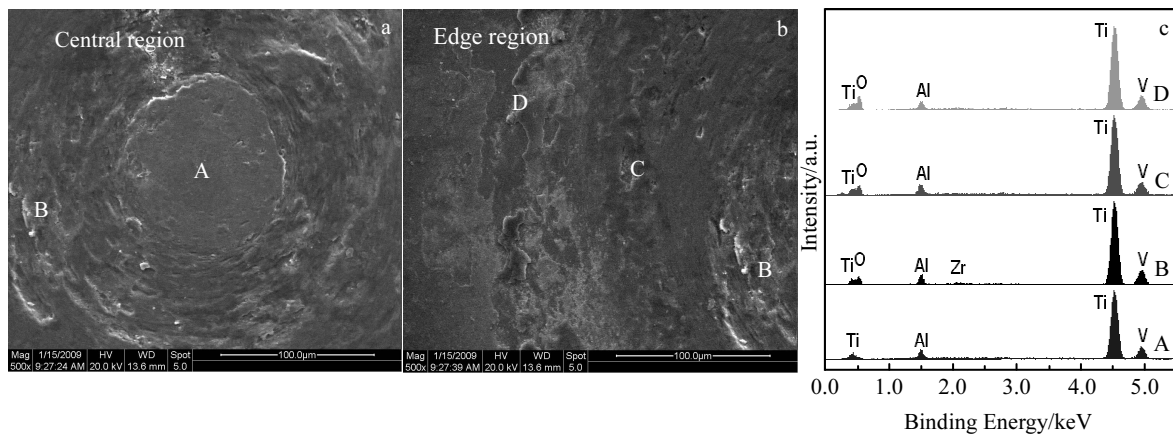 Central region
a
A
B
Mag 1/15/2009 HV WD Spot 100.0µm
500x 9:27:24 AM 20.0 kV 13.6 mm 5.0
Edge region
b
D
C
B
Mag 1/15/2009 HV WD Spot 100.0µm
500x 9:27:39 AM 20.0 kV 13.6 mm 5.0
c
Intensity/a.u.
Ti O Al Ti V D
Ti O Al Ti V C
Ti O Al Zr Ti V B
Ti Al Ti V A
0.0 1.0 2.0 3.0 4.0 5.0
Binding Energy/keV